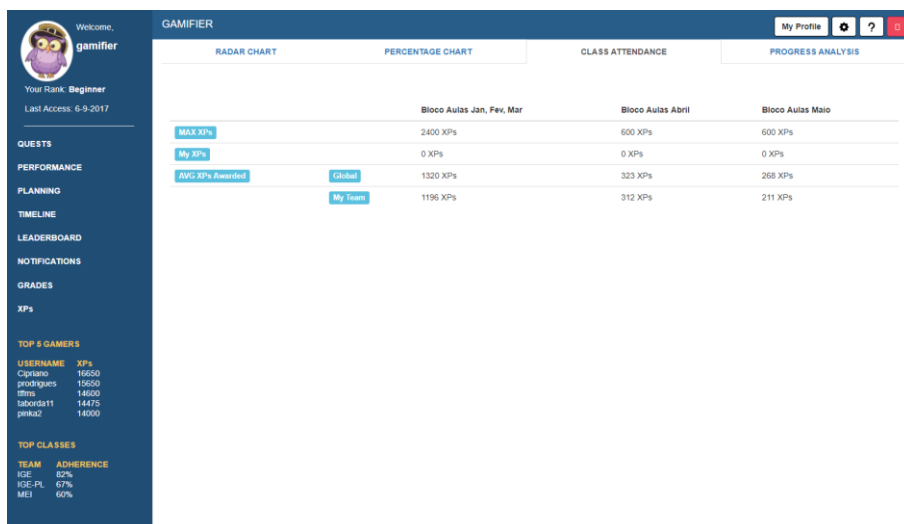 Welcome,
gamifier
Your Rank: Beginner
Last Access: 6-9-2017
QUESTS
PERFORMANCE
PLANNING
TIMELINE
LEADERBOARD
NOTIFICATIONS
GRADES
XPs
TOP 5 GAMERS
USERNAME XPs
Cipriano 16650
prodrigues 15650
14600
taborda11 14475
pinka2 14000
TOP CLASSES
TEAM ADHERENCE
IGE 82%
IGE-PL 67%
MEI 60%
GAMIFIER
My Profile ?
RADAR CHART PERCENTAGE CHART CLASS ATTENDANCE PROGRESS ANALYSIS
Bloco Aulas Jan, Fev, Mar Bloco Aulas Abril Bloco Aulas Maio
MAX XPs 2400 XPs 600 XPs 600 XPs
My XPs 0 XPs 0 XPs 0 XPs
AVG XPs Awarded Global 1320 XPs 323 XPs 268 XPs
My Team 1196 XPs 312 XPs 211 XPs